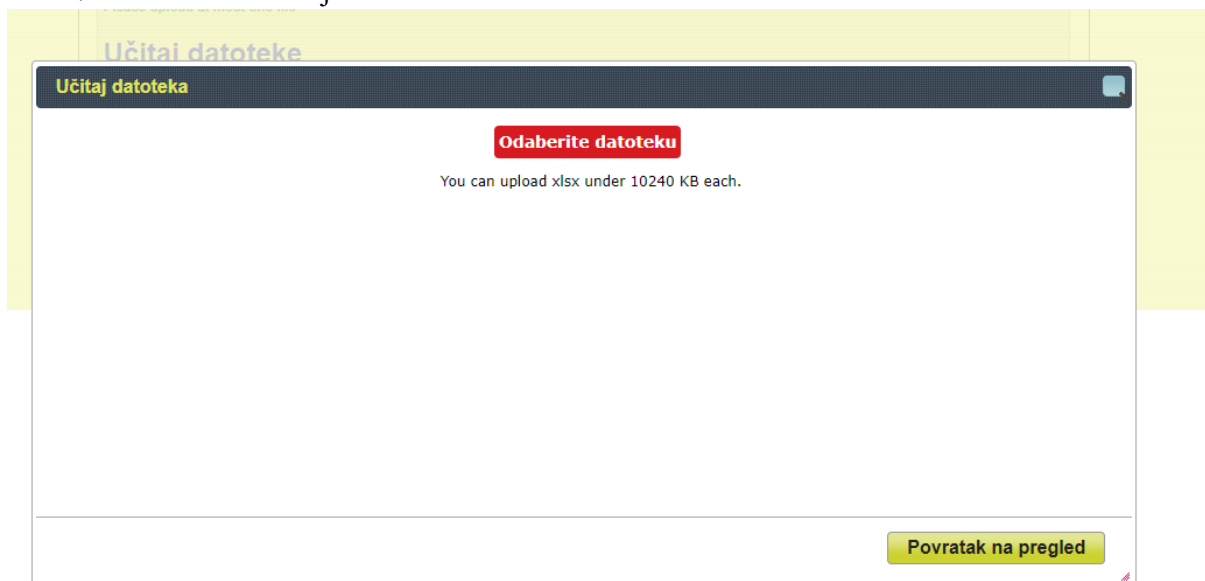 Učitaj datoteke
Učitaj datoteka
Odaberite datoteku
You can upload xlsx under 10240 KB each.
Povratak na pregled